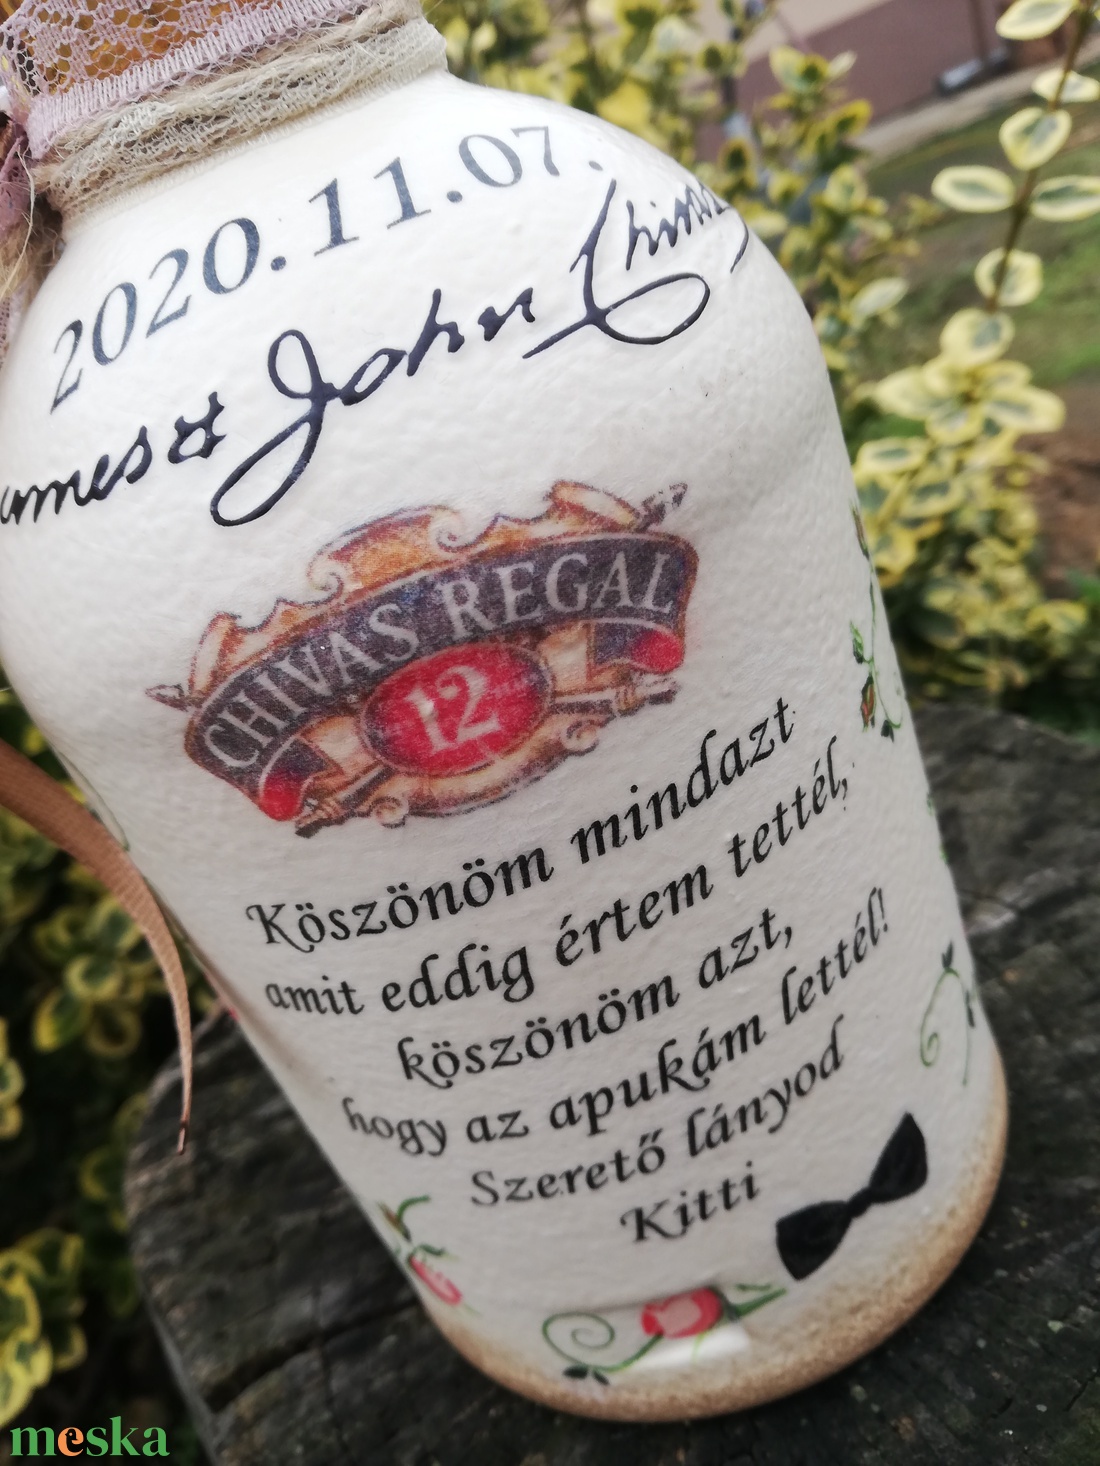 2020.11.07.
John Chivas
CHIVAS REGAL
12
Köszönöm mindazt
amit eddig értem tettél,
köszönöm azt,
hogy az apukám lettél!
Szerető lányod
Kitti
meska